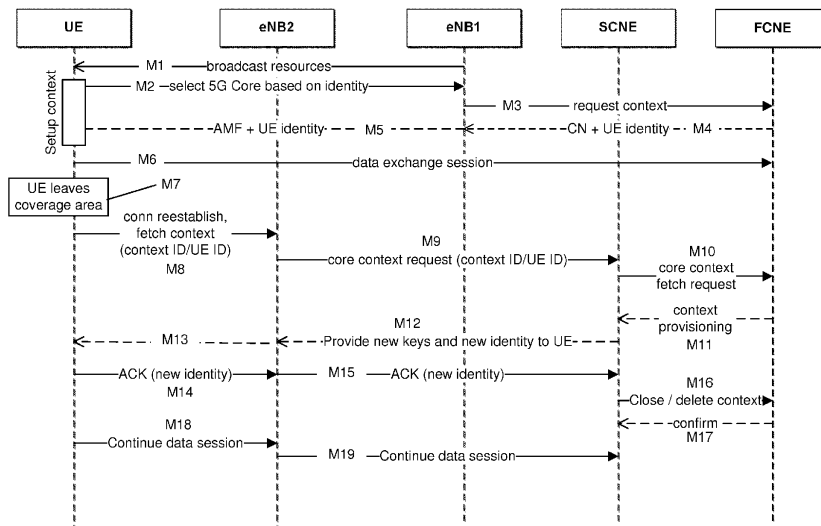 UE eNB2 eNB1 SCNE FCNE
M1 broadcast resources
M2 select 5G Core based on identity
Setup context
M3 request context
AMF + UE identity M5 CN + UE identity M4
M6 data exchange session
M7
UE leaves
coverage area
conn reestablish,
fetch context
(context ID/UE ID)
M8
M9
core context request (context ID/UE ID)
M10
core context
fetch request
context
provisioning
M11
M12
M13 Provide new keys and new identity to UE
ACK (new identity) M15 ACK (new identity)
M14
M16
Close / delete context
confirm
M17
M18
Continue data session
M19 Continue data session